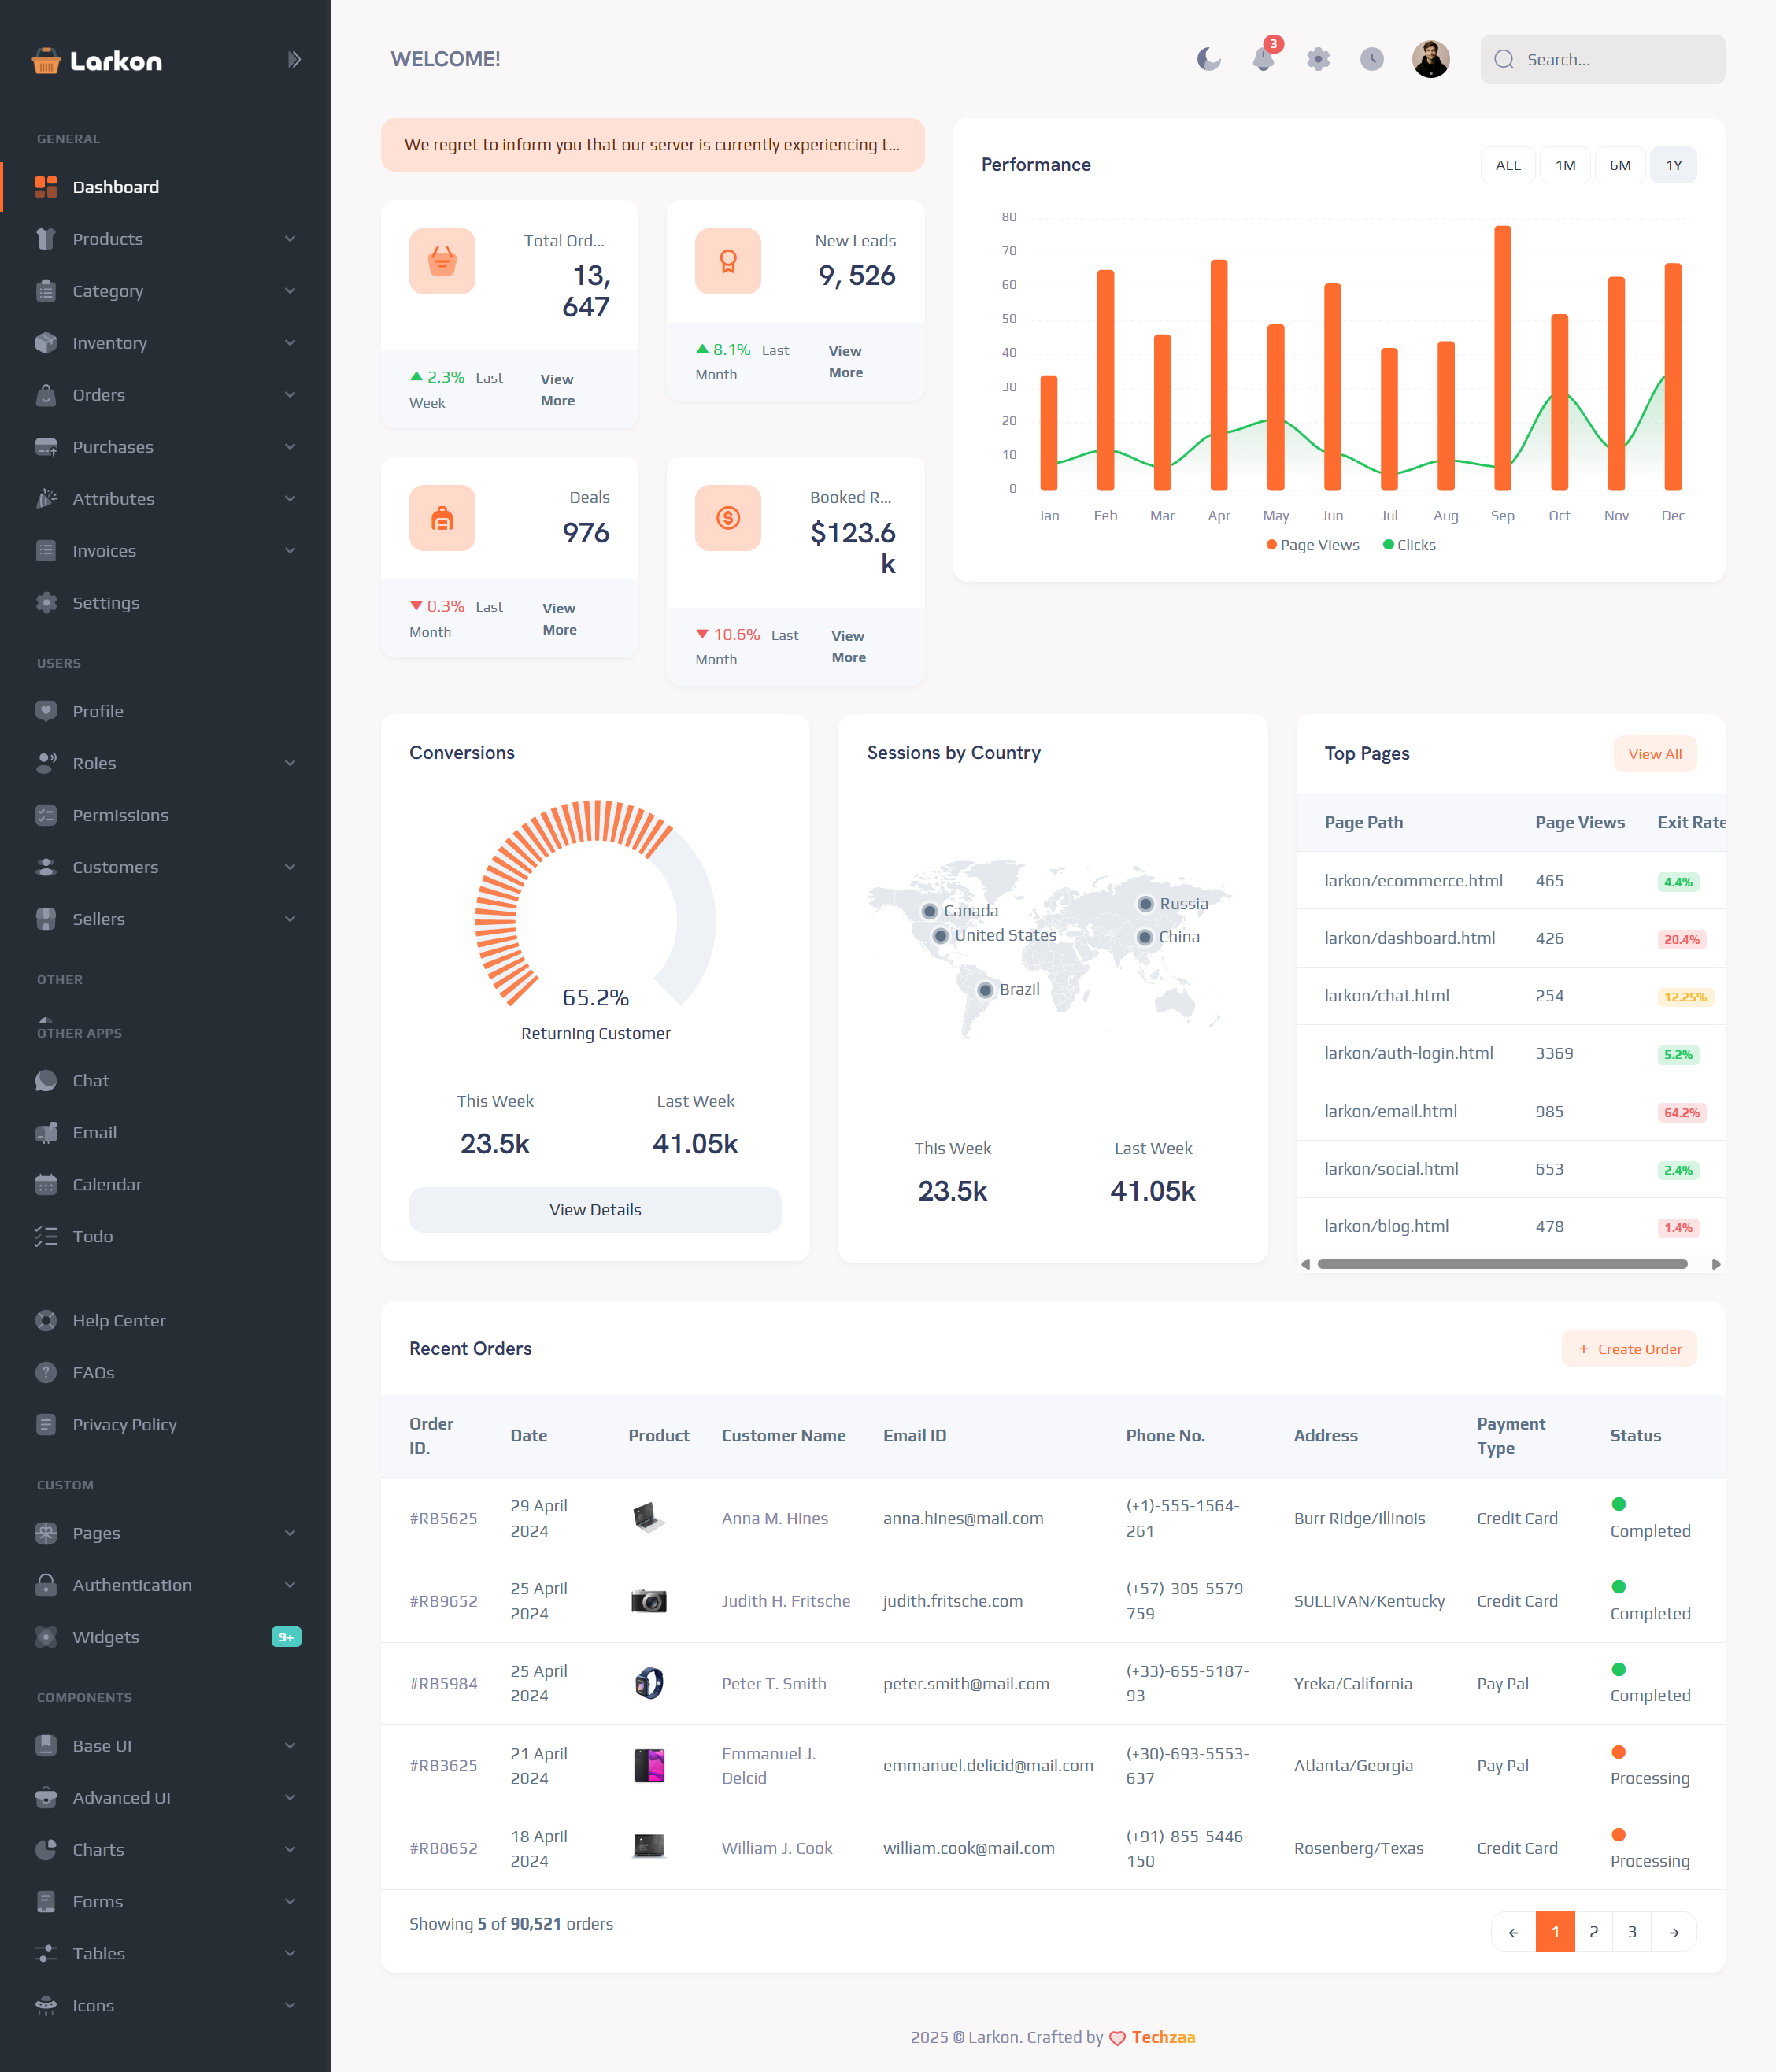 Larkon
GENERAL
Dashboard
Products
Category
Inventory
Orders
Purchases
Attributes
Invoices
Settings
USERS
Profile
Roles
Permissions
Customers
Sellers
OTHER
OTHER APPS
Chat
Email
Calendar
Todo
Help Center
FAQs
Privacy Policy
CUSTOM
Pages
Authentication
Widgets 9+
COMPONENTS
Base UI
Advanced UI
Charts
Forms
Tables
Icons
WELCOME!
3
Search...
We regret to inform you that our server is currently experiencing t...
Total Ord...
13,
647
2.3% Last
Week
View
More
New Leads
9, 526
8.1% Last
Month
View
More
Deals
976
0.3% Last
Month
View
More
Booked R...
$123.6
k
10.6% Last
Month
View
More
Performance
ALL 1M 6M 1Y
80
70
60
50
40
30
20
10
0
Jan Feb Mar Apr May Jun Jul Aug Sep Oct Nov Dec
Page Views Clicks
Conversions
65.2%
Returning Customer
This Week Last Week
23.5k 41.05k
View Details
Sessions by Country
Canada
United States
Brazil
Russia
China
This Week Last Week
23.5k 41.05k
Top Pages View All
Page Path Page Views Exit Rate
larkon/ecommerce.html 465 4.4%
larkon/dashboard.html 426 20.4%
larkon/chat.html 254 12.25%
larkon/auth-login.html 3369 5.2%
larkon/email.html 985 64.2%
larkon/social.html 653 2.4%
larkon/blog.html 478 1.4%
Recent Orders + Create Order
Order
ID.
Date
Product
Customer Name
Email ID
Phone No.
Address
Payment
Type
Status
#RB5625
29 April
2024
Anna M. Hines
anna.hines@mail.com
(+1)-555-1564-
261
Burr Ridge/Illinois
Credit Card
Completed
#RB9652
25 April
2024
Judith H. Fritsche
judith.fritsche.com
(+57)-305-5579-
759
SULLIVAN/Kentucky
Credit Card
Completed
#RB5984
25 April
2024
Peter T. Smith
peter.smith@mail.com
(+33)-655-5187-
93
Yreka/California
Pay Pal
Completed
#RB3625
21 April
2024
Emmanuel J.
Delcid
emmanuel.delicid@mail.com
(+30)-693-5553-
637
Atlanta/Georgia
Pay Pal
Processing
#RB8652
18 April
2024
William J. Cook
william.cook@mail.com
(+91)-855-5446-
150
Rosenberg/Texas
Credit Card
Processing
Showing 5 of 90,521 orders
← 1 2 3 →
2025 © Larkon. Crafted by Techzaa